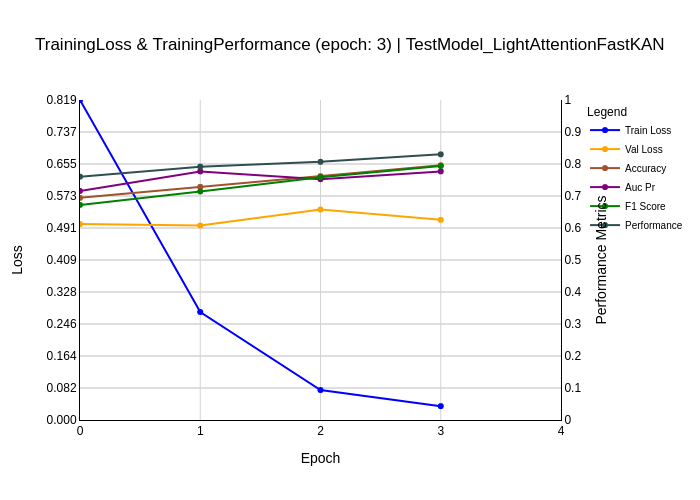 TrainingLoss & TrainingPerformance (epoch: 3) | TestModel_LightAttentionFastKAN
0.819
0.737
0.655
0.573
0.491
0.409
0.328
0.246
0.164
0.082
0.000
Loss
0
1
2
3
4
Epoch
1
0.9
0.8
0.7
0.6
0.5
0.4
0.3
0.2
0.1
0
Performance Metrics
Legend
Train Loss
Val Loss
Accuracy
Auc Pr
F1 Score
Performance